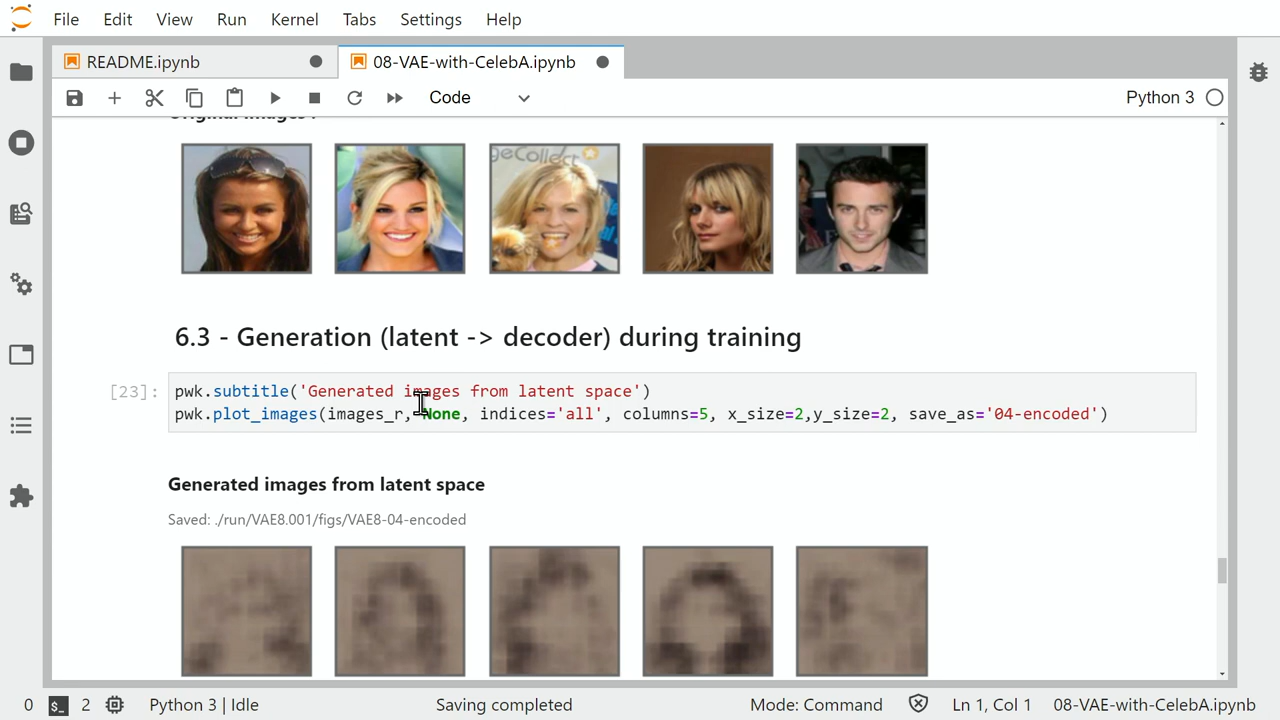 File Edit View Run Kernel Tabs Settings Help
README.ipynb 08-VAE-with-CelebA.ipynb
Code Python 3
Original images :
geCollect
6.3 - Generation (latent -> decoder) during training
[23]: pwk.subtitle('Generated images from latent space')
pwk.plot_images(images_r, None, indices='all', columns=5, x_size=2,y_size=2, save_as='04-encoded')
Generated images from latent space
Saved: ./run/VAE8.001/figs/VAE8-04-encoded
0 $_ 2 Python 3 | Idle Saving completed Mode: Command Ln 1, Col 1 08-VAE-with-CelebA.ipynb